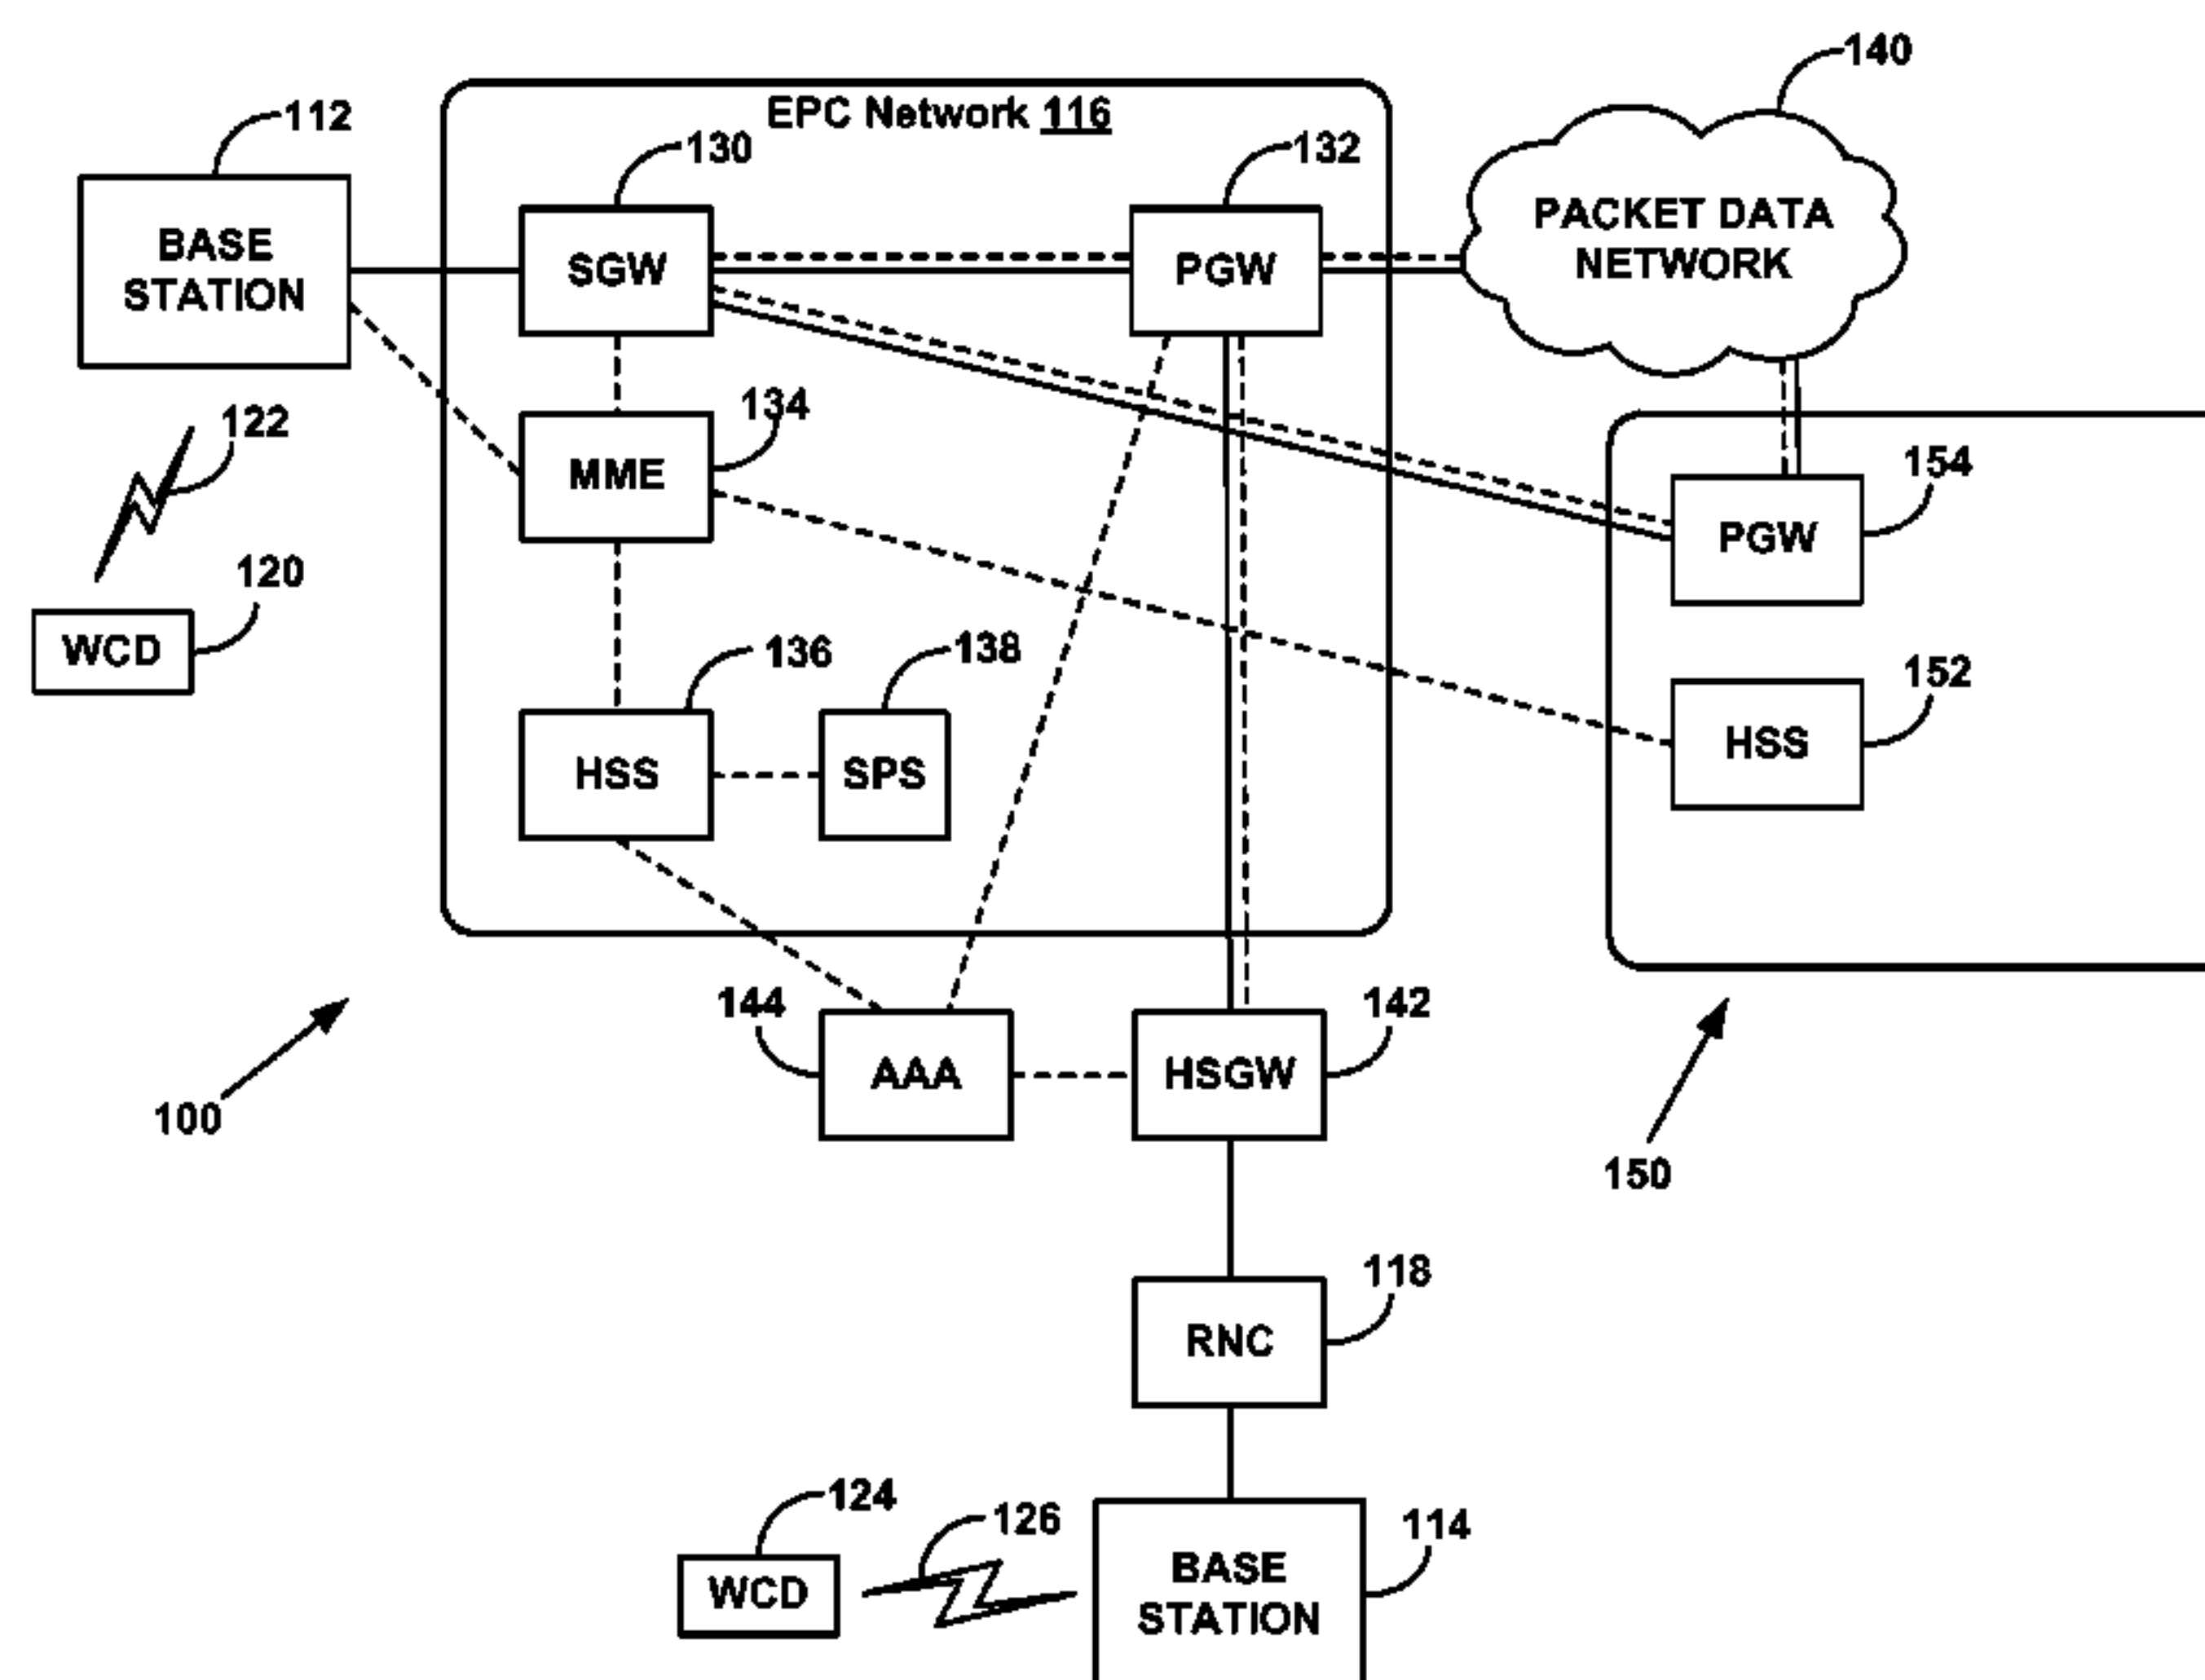 140
EPC Network 116
112
130
132
PACKET DATA
NETWORK
BASE
STATION
SGW
PGW
122
134
MME
154
PGW
120
WCD
136
138
152
HSS
SPS
HSS
144
142
AAA
HSGW
100
150
118
RNC
124
126
114
WCD
BASE
STATION